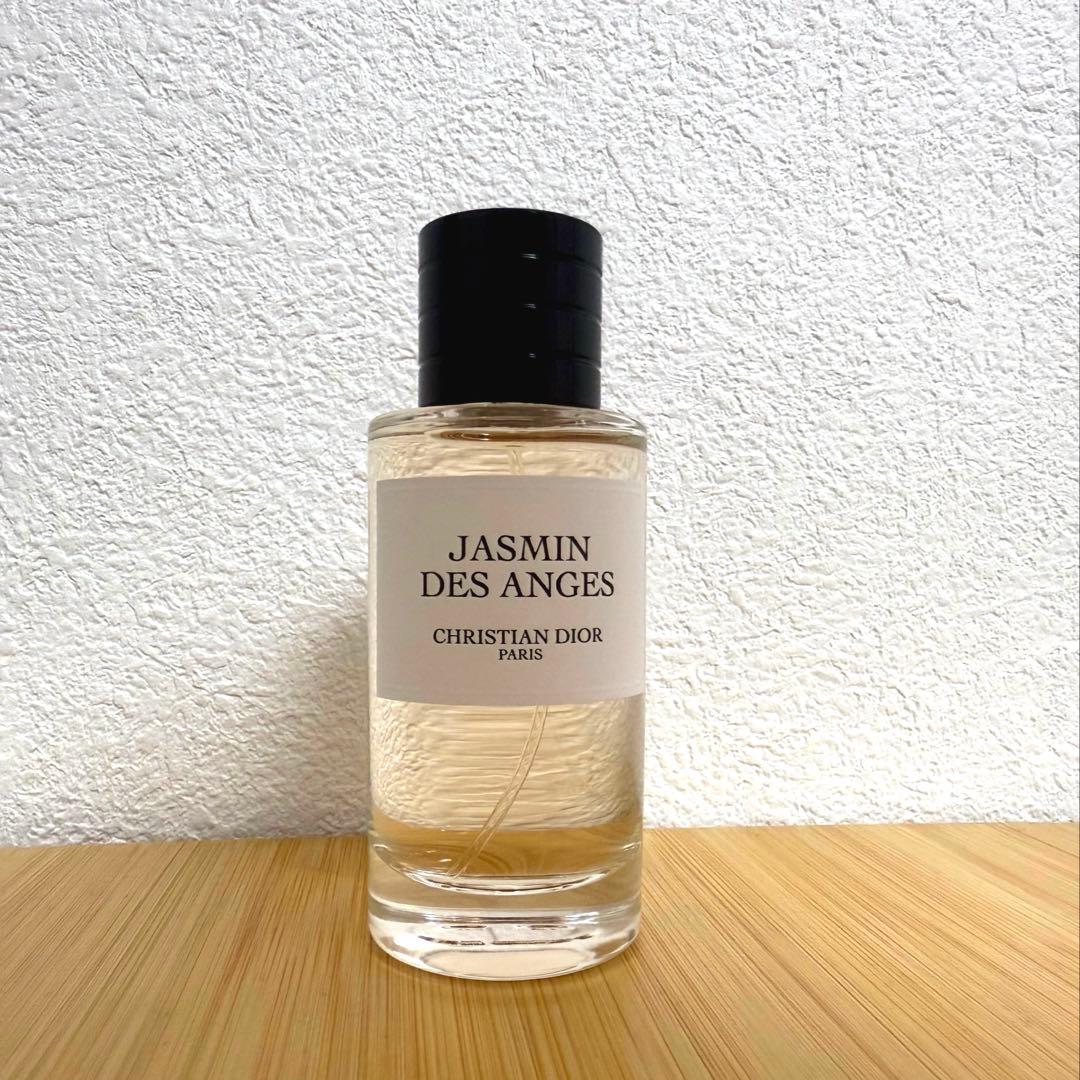 JASMIN
DES ANGES
CHRISTIAN DIOR
PARIS